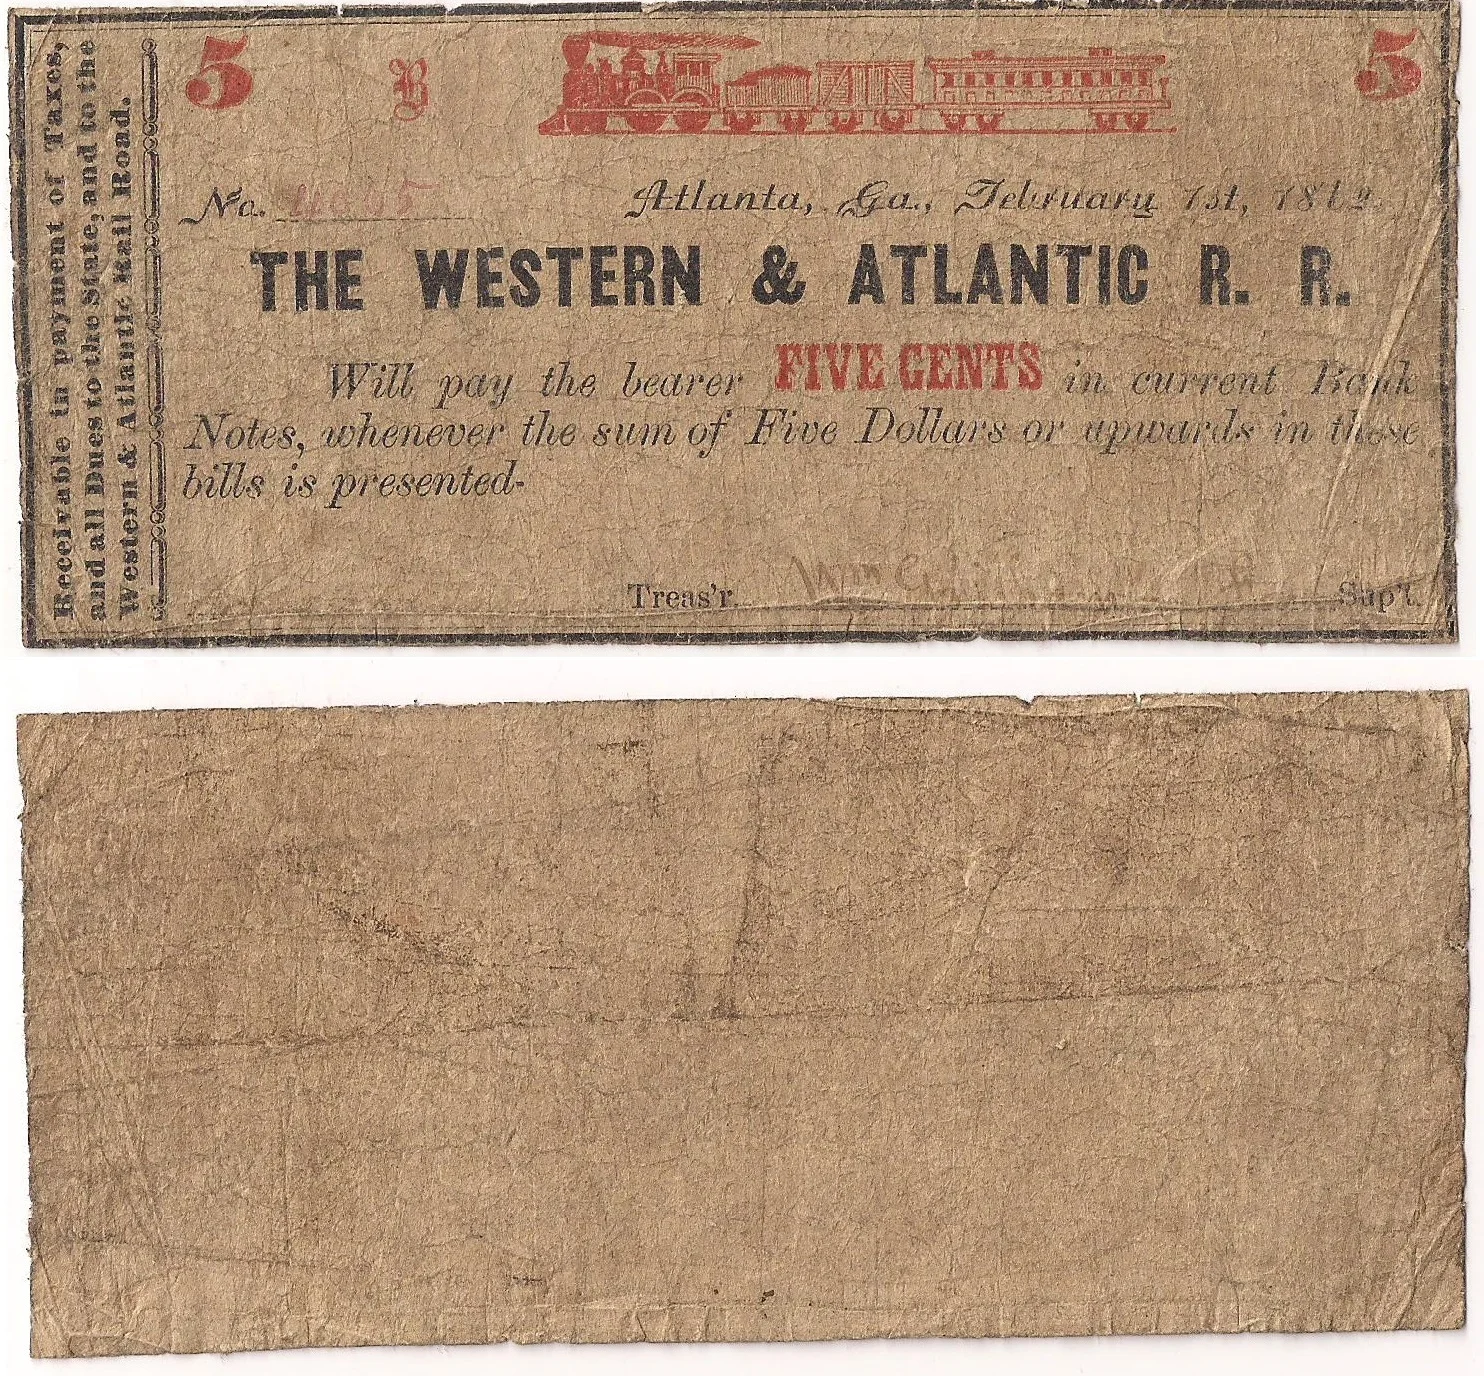 Receivable in payment of Taxes,
and all Dues to the State, and to the
Western & Atlantic Rail Road.
5 B 5
No.
Atlanta, Ga., February 1st, 1862.
THE WESTERN & ATLANTIC R. R.
Will pay the bearer FIVE CENTS in current Bank
Notes, whenever the sum of Five Dollars or upwards in these
bills is presented-
Treas'r. Sup't.